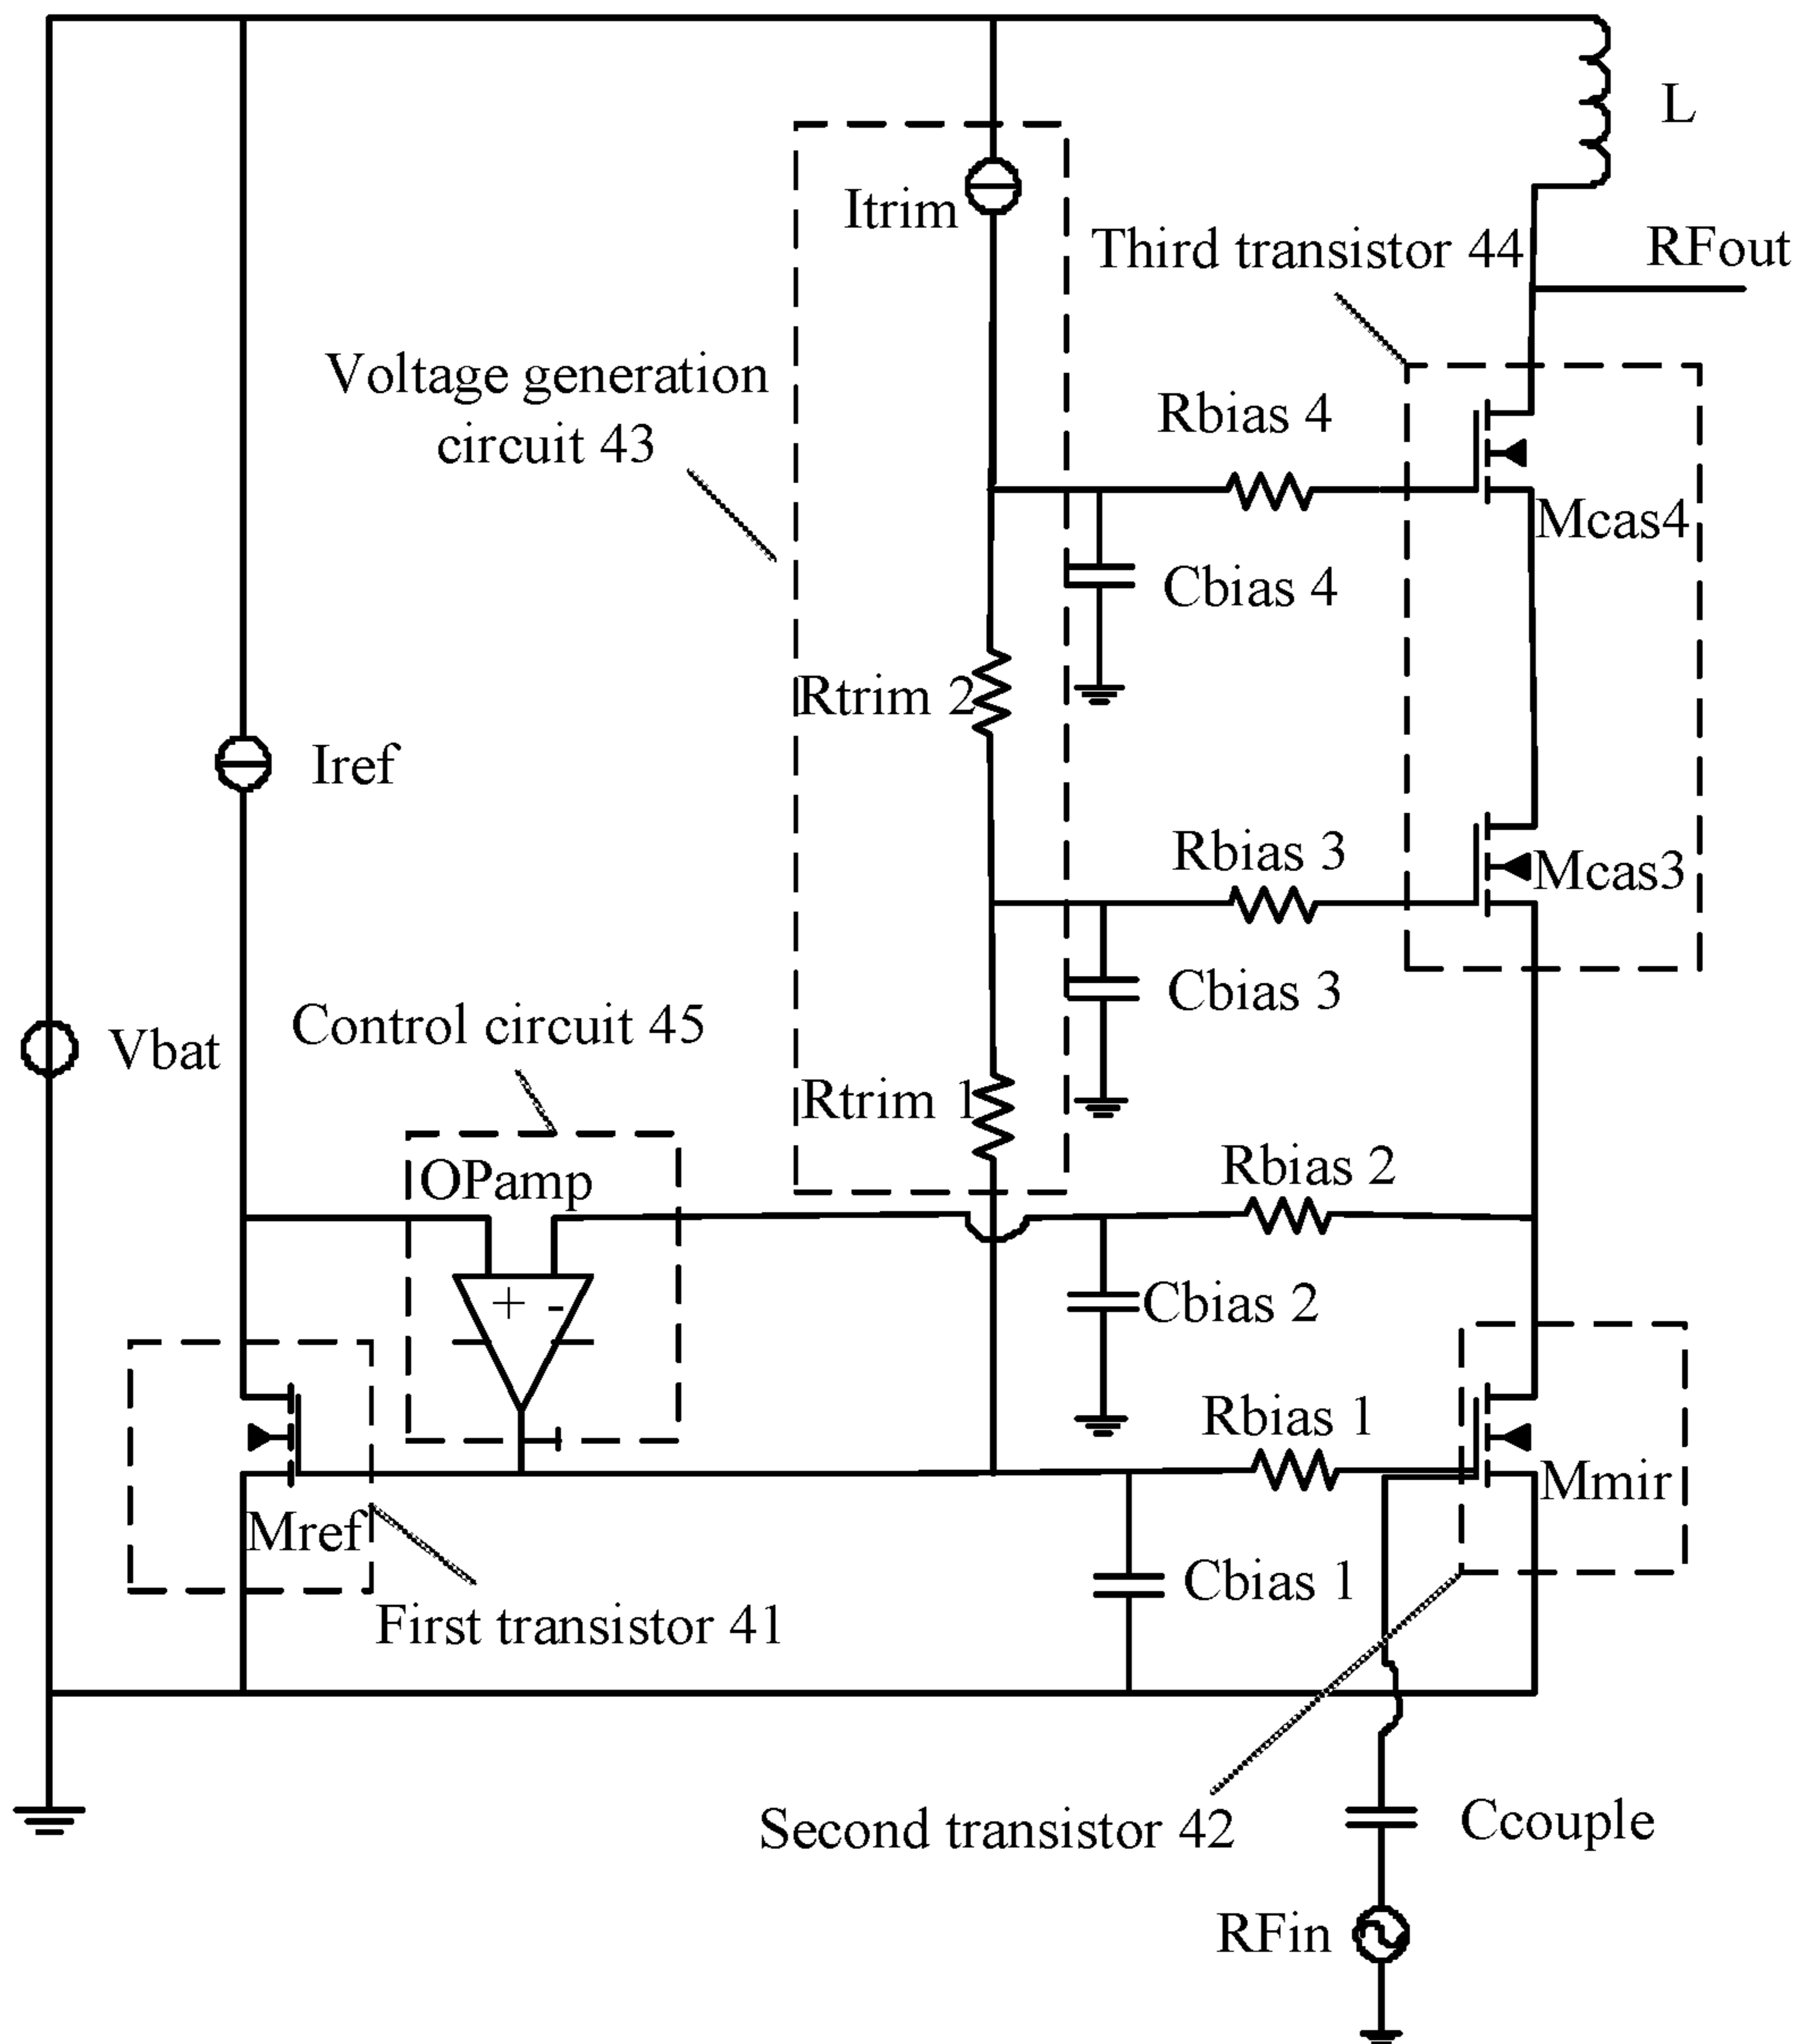 L
Itrim
Third transistor 44
RFout
Voltage generation
circuit 43
Rbias 4
Mcas4
Cbias 4
Rtrim 2
Iref
Rbias 3
Mcas3
Cbias 3
Control circuit 45
Vbat
Rtrim 1
OPamp
Rbias 2
+ -
Cbias 2
Rbias 1
Mmir
Mref
Cbias 1
First transistor 41
Second transistor 42
Ccouple
RFin